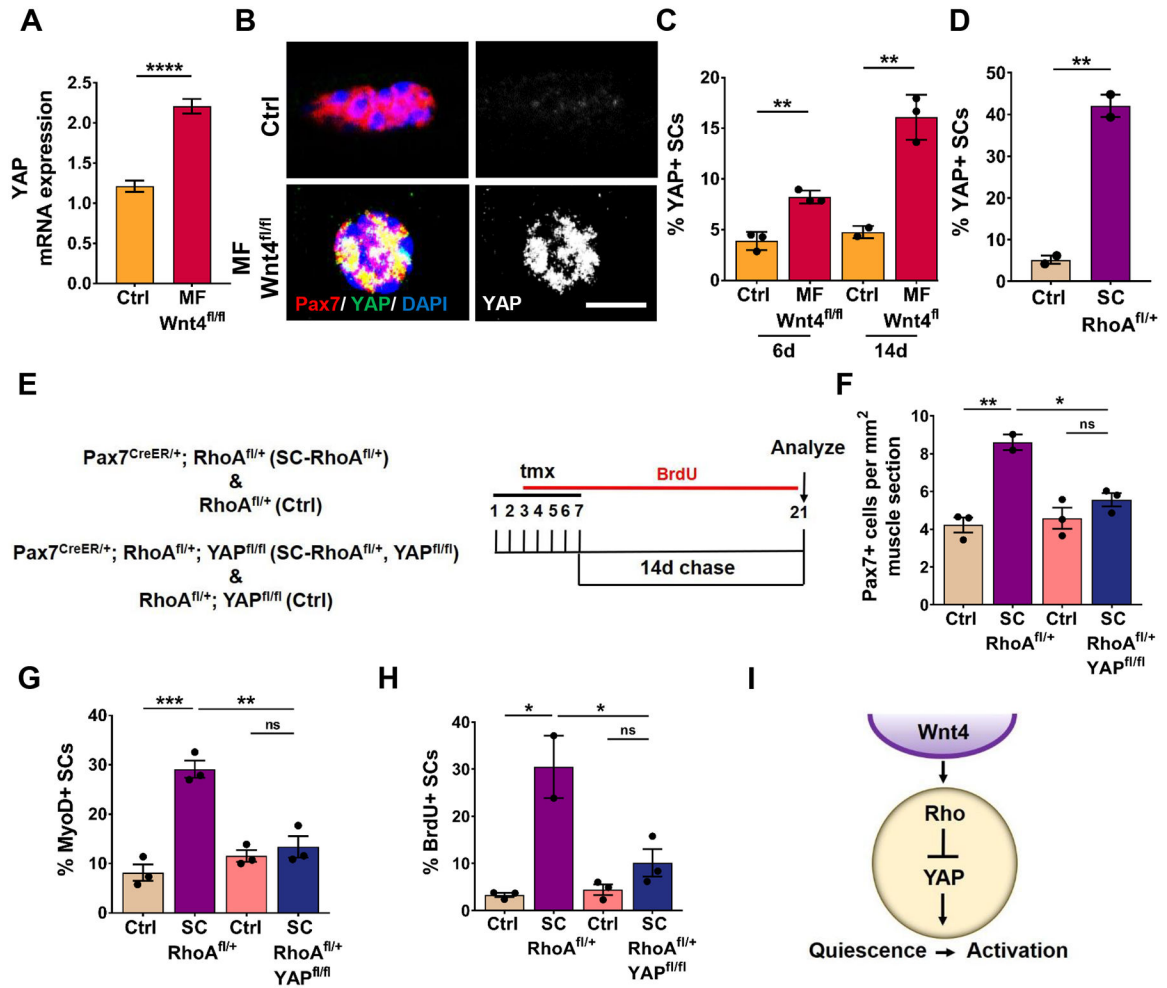 A
YAP
mRNA expression
2.5
2.0
1.5
1.0
0.5
0.0
****
Ctrl
MF
Wnt4fl/fl
B
Ctrl
MF
Wnt4fl/fl
Pax7/ YAP/ DAPI
YAP
C
% YAP+ SCs
20
15
10
5
0
**
**
Ctrl
MF
Ctrl
MF
Wnt4fl/fl
Wnt4fl
6d
14d
D
% YAP+ SCs
50
40
30
20
10
0
**
Ctrl
SC
RhoAfl/+
E
Pax7CreER/+; RhoAfl/+ (SC-RhoAfl/+)
&
RhoAfl/+ (Ctrl)
Pax7CreER/+; RhoAfl/+; YAPfl/fl (SC-RhoAfl/+, YAPfl/fl)
&
RhoAfl/+; YAPfl/fl (Ctrl)
Analyze
tmx
BrdU
1 2 3 4 5 6 7
21
14d chase
F
Pax7+ cells per mm2
muscle section
10
8
6
4
2
0
**
*
ns
Ctrl
SC
Ctrl
SC
RhoAfl/+
RhoAfl/+
YAPfl/fl
G
% MyoD+ SCs
40
30
20
10
0
***
**
ns
Ctrl
SC
Ctrl
SC
RhoAfl/+
RhoAfl/+
YAPfl/fl
H
% BrdU+ SCs
40
30
20
10
0
*
*
ns
Ctrl
SC
Ctrl
SC
RhoAfl/+
RhoAfl/+
YAPfl/fl
I
Wnt4
Rho
YAP
Quiescence → Activation